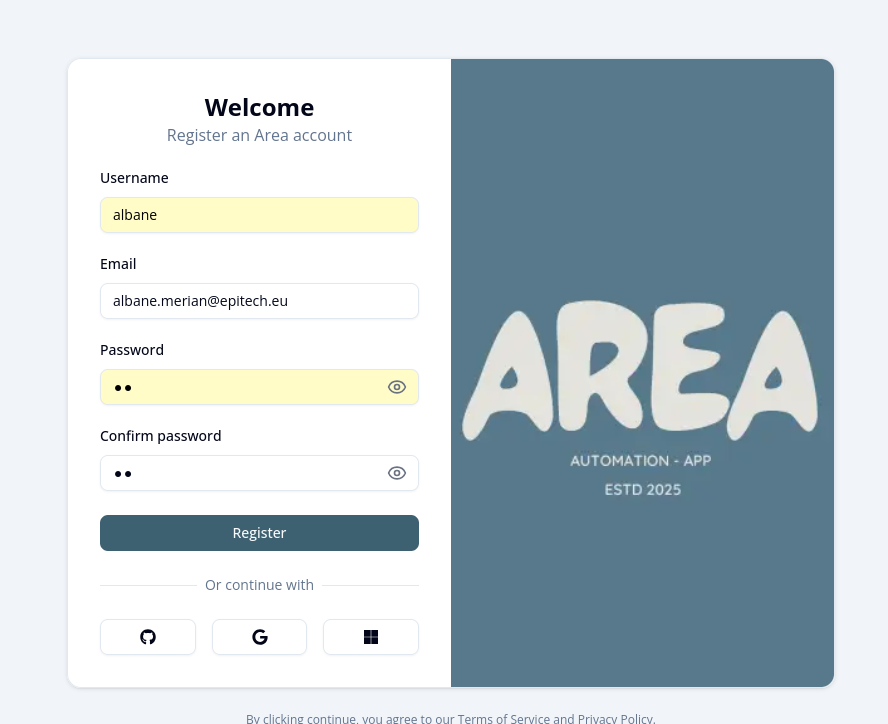 Welcome
Register an Area account
Username
albane
Email
albane.merian@epitech.eu
Password
●●
Confirm password
●●
Register
Or continue with
AREA
AUTOMATION - APP
ESTD 2025
By clicking continue, you agree to our Terms of Service and Privacy Policy.